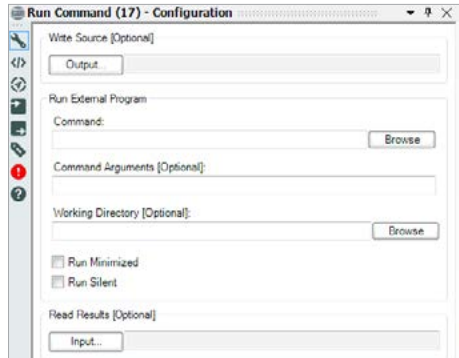 Run Command (17) - Configuration
Write Source [Optional]
Output...
Run External Program
Command:
Browse
Command Arguments [Optional]:
Working Directory [Optional]:
Browse
Run Minimized
Run Silent
Read Results [Optional]
Input...